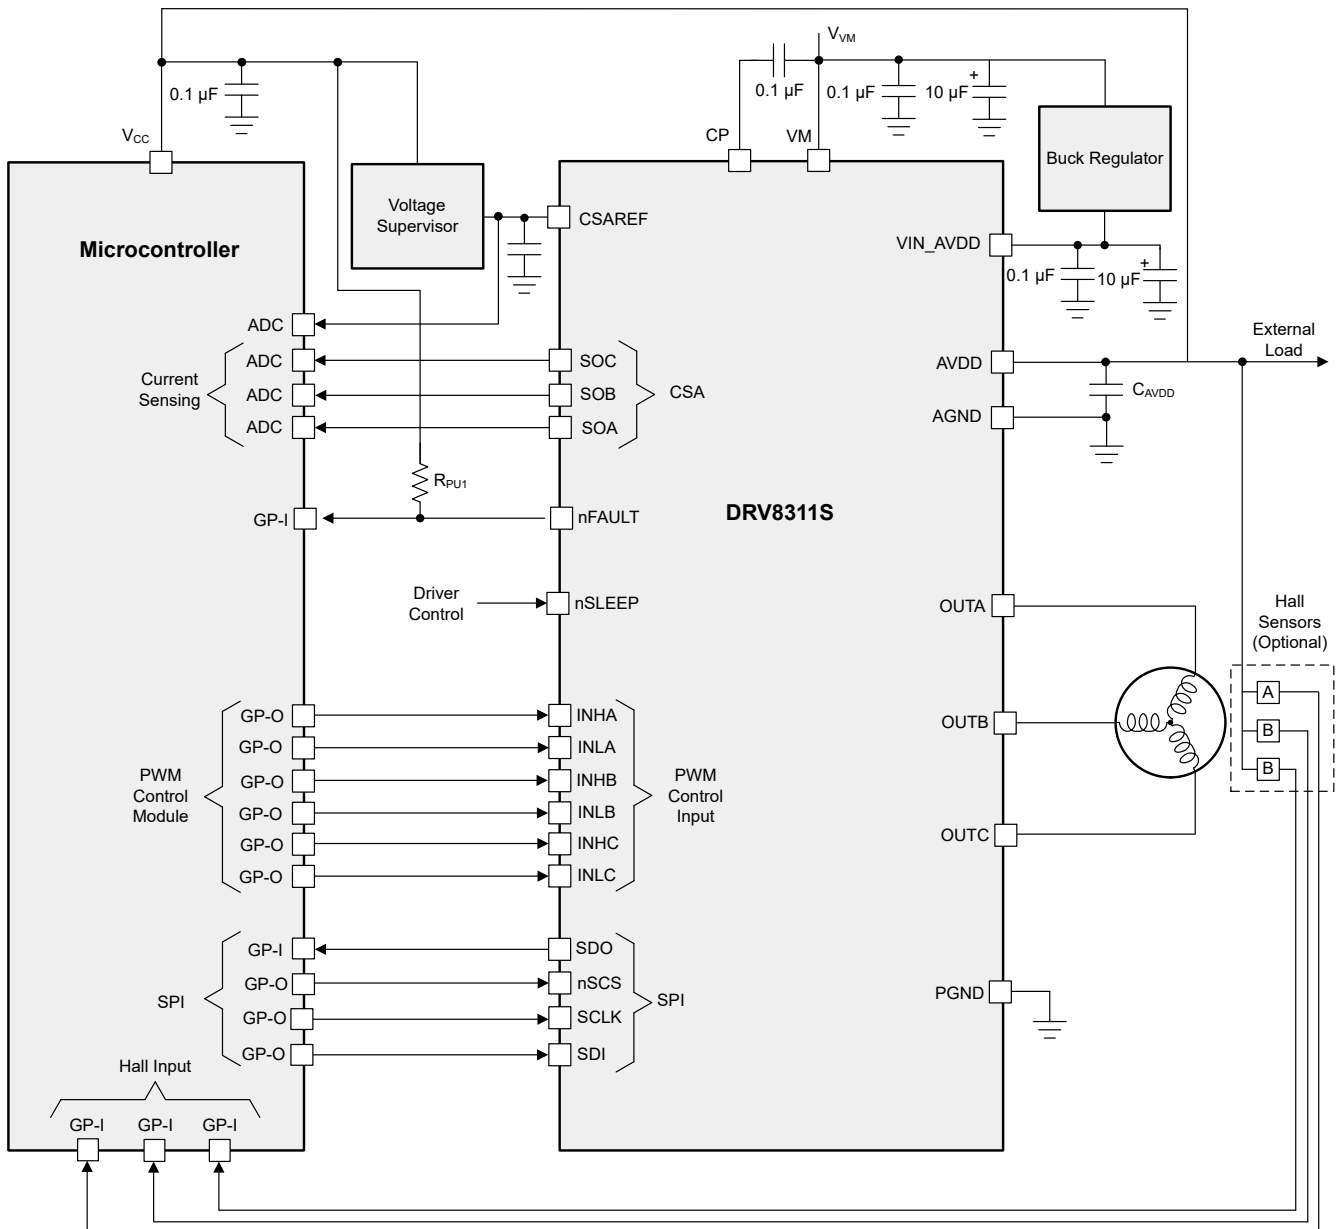 V_VM
0.1 µF
0.1 µF
0.1 µF
10 µF
+
V_CC
CP
VM
Buck Regulator
Microcontroller
Voltage
Supervisor
CSAREF
VIN_AVDD
0.1 µF
10 µF
+
ADC
ADC
ADC
ADC
Current
Sensing
SOC
SOB
SOA
CSA
AVDD
AGND
C_AVDD
External
Load
R_PU1
GP-I
nFAULT
DRV8311S
Driver
Control
nSLEEP
OUTA
OUTB
OUTC
Hall
Sensors
(Optional)
A
B
B
PWM
Control
Module
GP-O
GP-O
GP-O
GP-O
GP-O
GP-O
INHA
INLA
INHB
INLB
INHC
INLC
PWM
Control
Input
SPI
GP-I
GP-O
GP-O
GP-O
SDO
nSCS
SCLK
SDI
SPI
PGND
Hall Input
GP-I
GP-I
GP-I